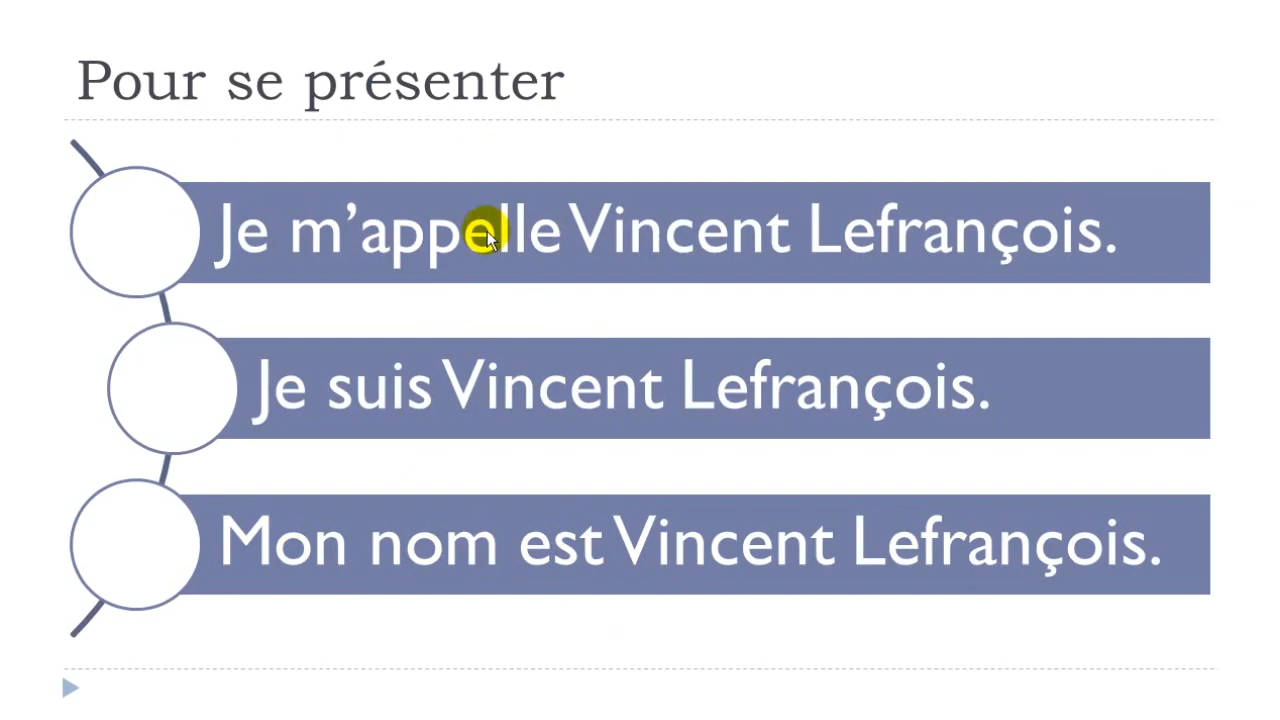 Pour se présenter
Je m’appelle Vincent Lefrançois.
Je suis Vincent Lefrançois.
Mon nom est Vincent Lefrançois.